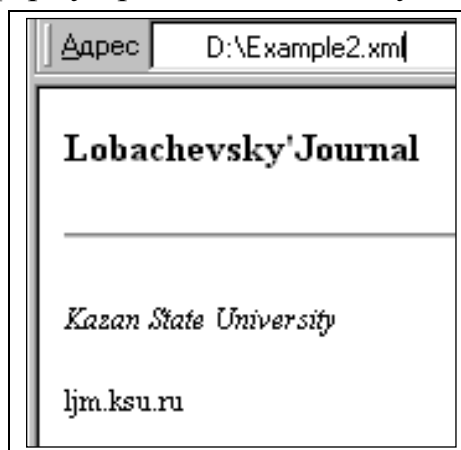 Адрес D:\Example2.xml
Lobachevsky'Journal
Kazan State University
ljm.ksu.ru